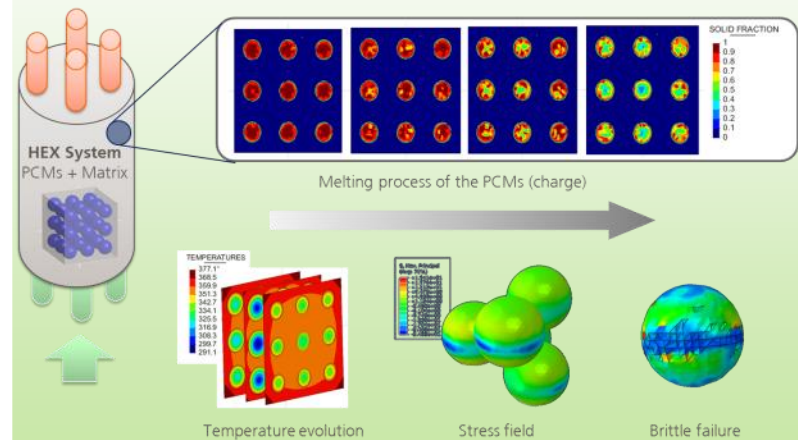 SOLID FRACTION
1
0.9
0.8
0.7
0.6
0.5
0.4
0.3
0.2
0.1
0
HEX System
PCMs + Matrix
Melting process of the PCMs (charge)
TEMPERATURES
377.1
368.5
359.9
351.3
342.7
334.1
325.5
316.9
308.3
299.7
291.1
S, Max. Principal
Temperature evolution
Stress field
Brittle failure